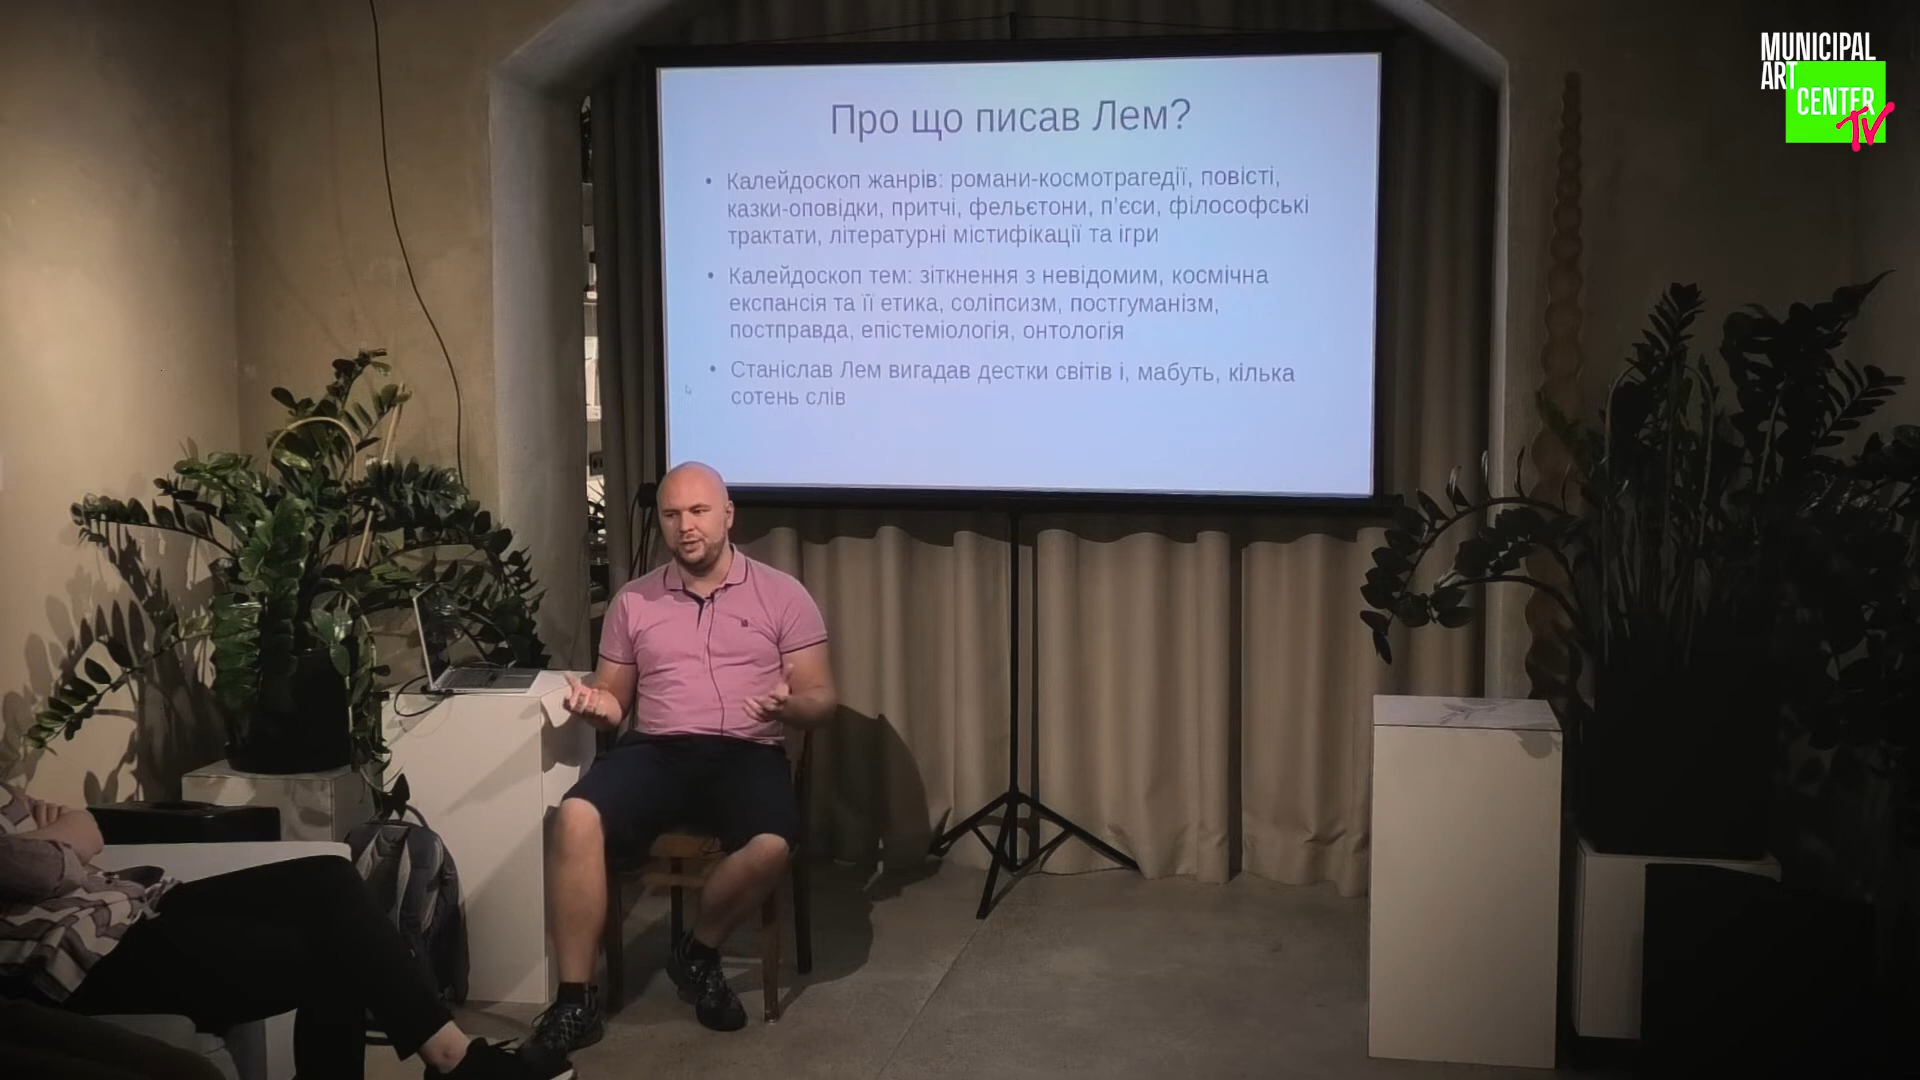 Про що писав Лем?
• Калейдоскоп жанрів: романи-космотрагедії, повісті,
казки-оповідки, притчі, фельєтони, п'єси, філософські
трактати, літературні містифікації та ігри
• Калейдоскоп тем: зіткнення з невідомим, космічна
експансія та її етика, соліпсизм, постгуманізм,
постправда, епістеміологія, онтологія
• Станіслав Лем вигадав дестки світів і, мабуть, кілька
сотень слів
MUNICIPAL
ART
CENTER
TV